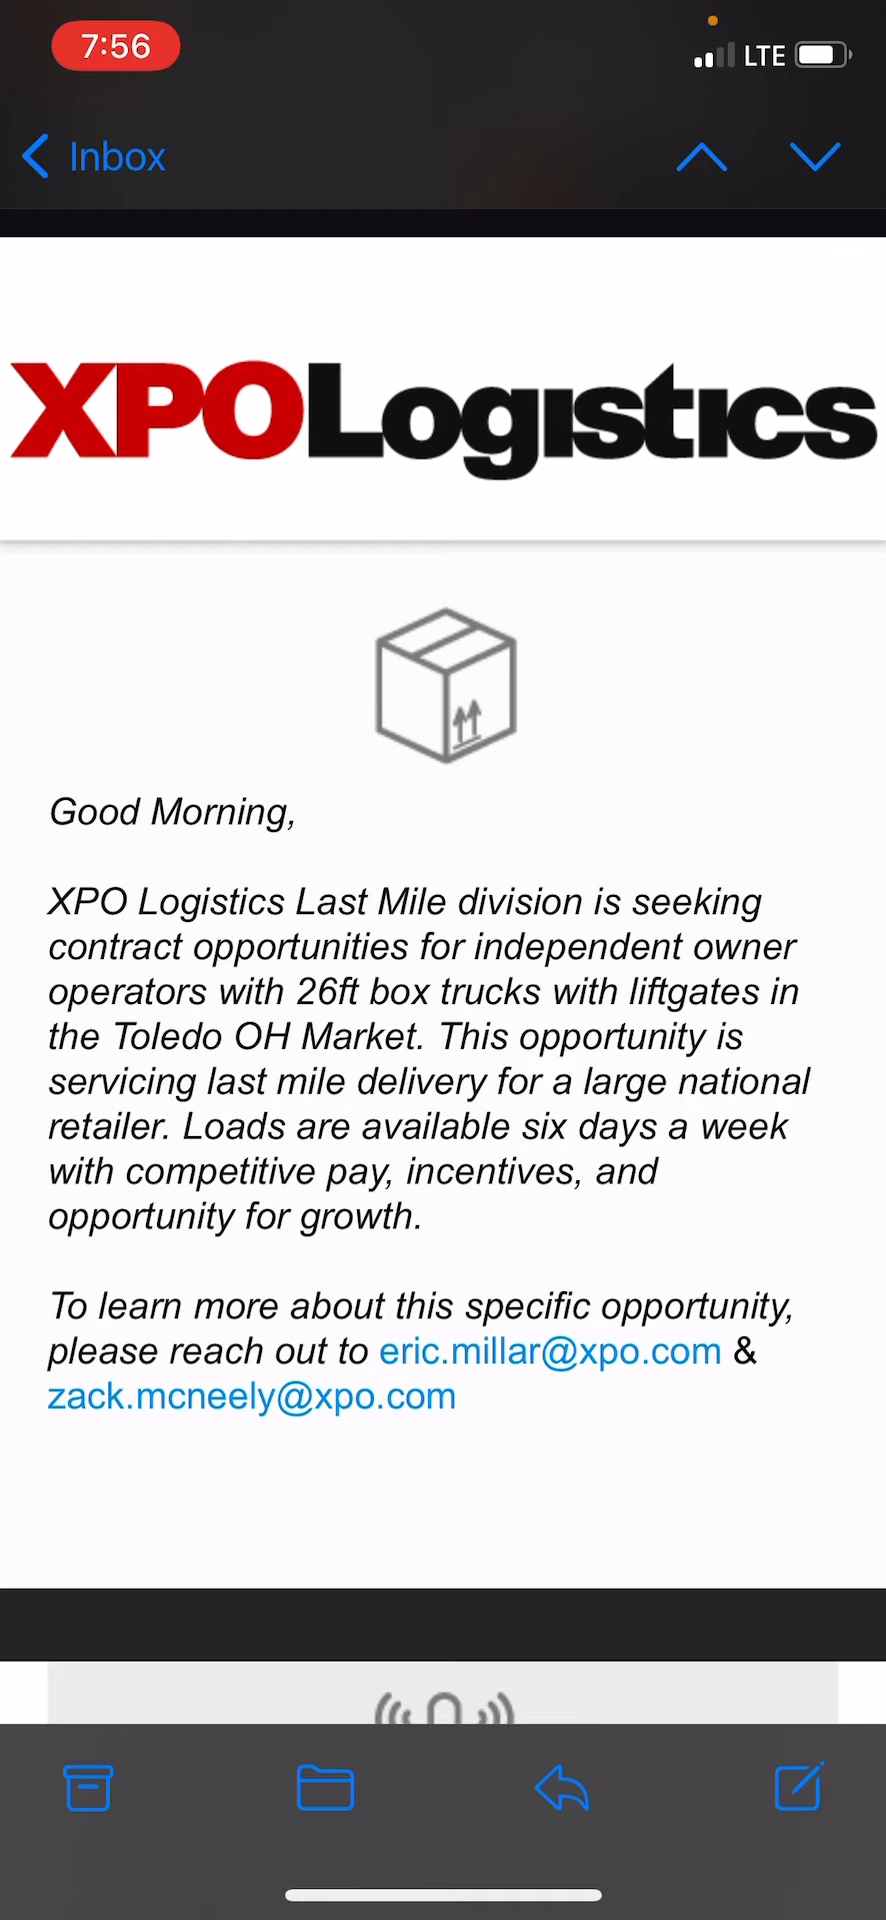 7:56
LTE
Inbox
XPOLogistics
Good Morning,
XPO Logistics Last Mile division is seeking
contract opportunities for independent owner
operators with 26ft box trucks with liftgates in
the Toledo OH Market. This opportunity is
servicing last mile delivery for a large national
retailer. Loads are available six days a week
with competitive pay, incentives, and
opportunity for growth.
To learn more about this specific opportunity,
please reach out to eric.millar@xpo.com &
zack.mcneely@xpo.com